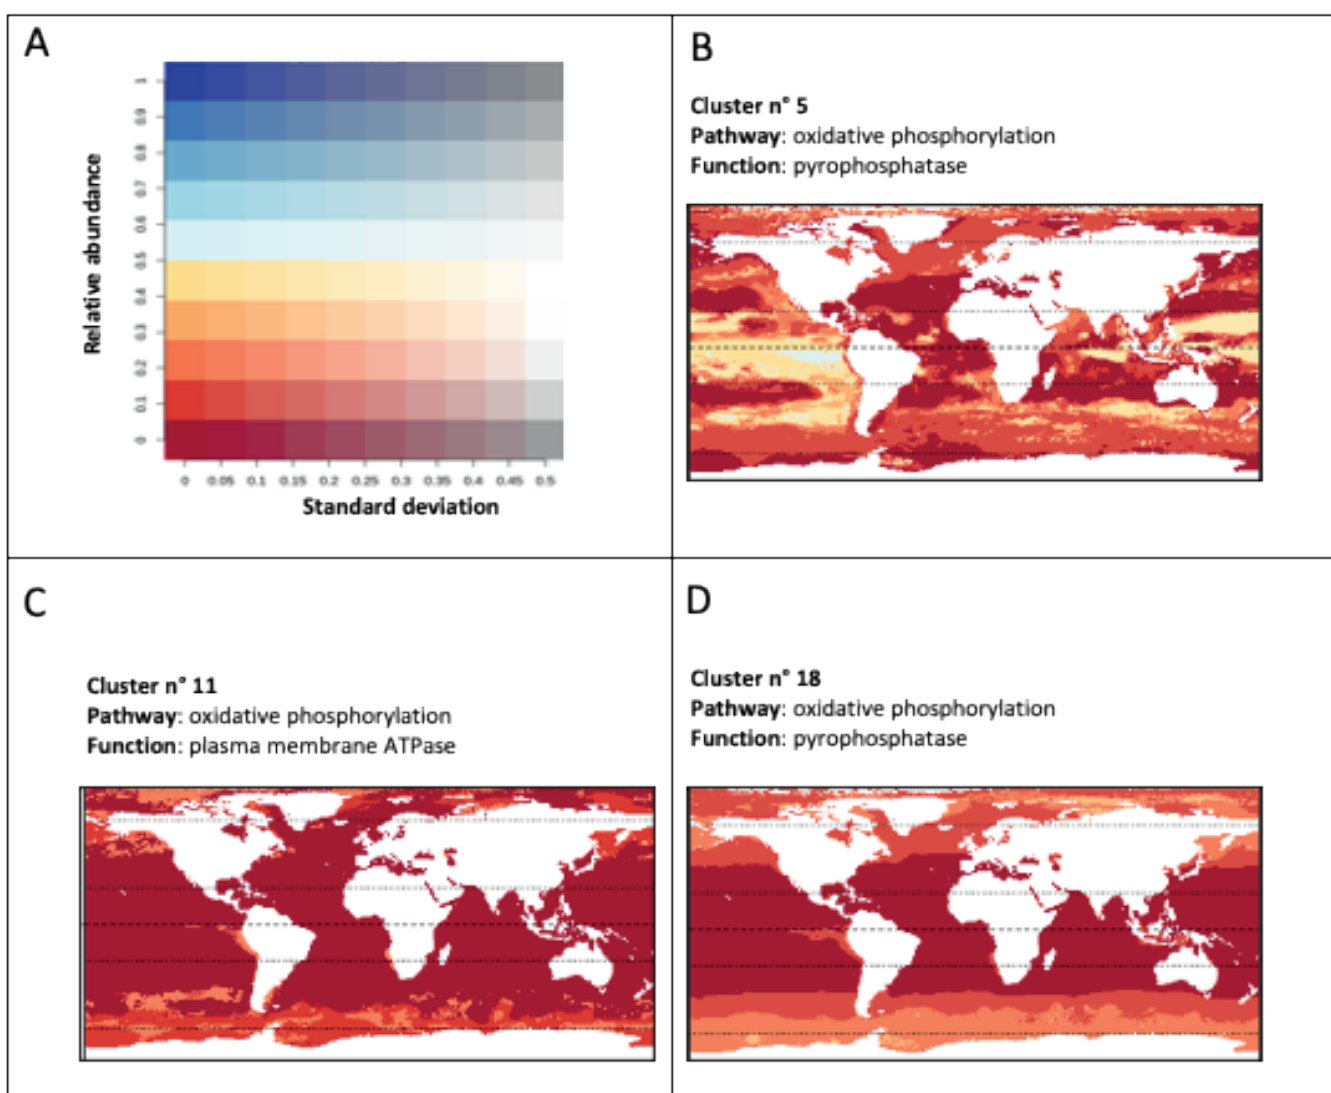 A
Relative abundance
1
0.9
0.8
0.7
0.6
0.5
0.4
0.3
0.2
0.1
0
0 0.05 0.1 0.15 0.2 0.25 0.3 0.35 0.4 0.45 0.5
Standard deviation
B
Cluster n° 5
Pathway: oxidative phosphorylation
Function: pyrophosphatase
C
Cluster n° 11
Pathway: oxidative phosphorylation
Function: plasma membrane ATPase
D
Cluster n° 18
Pathway: oxidative phosphorylation
Function: pyrophosphatase